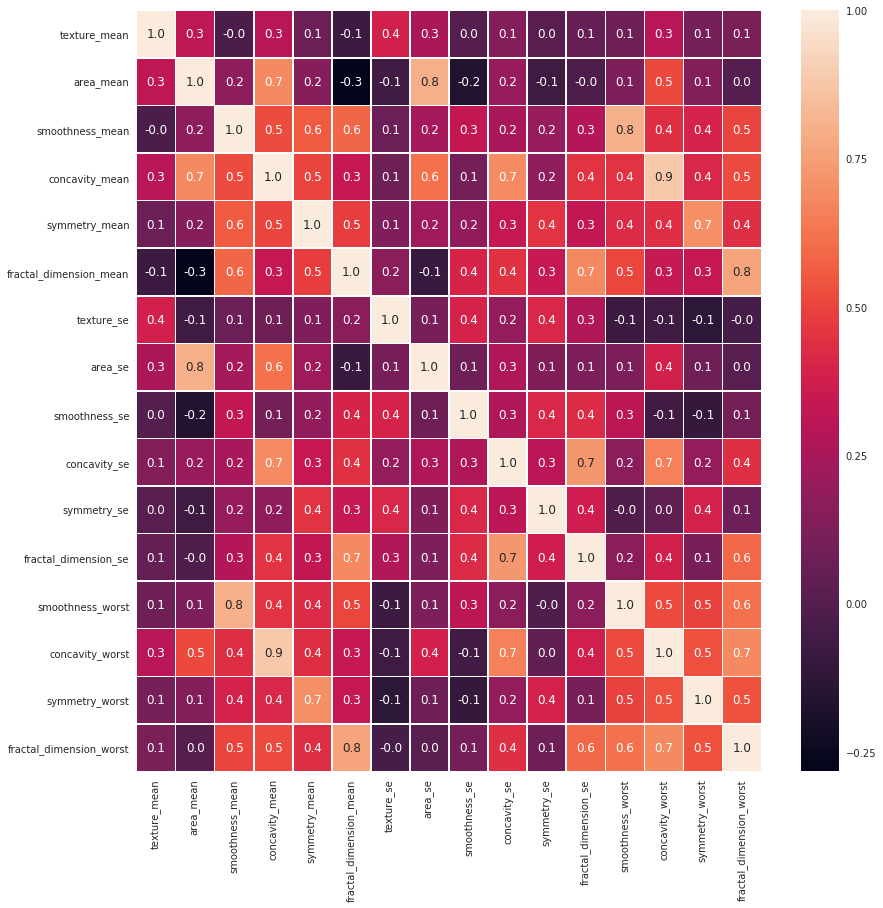 texture_mean 1.0 0.3 -0.0 0.3 0.1 -0.1 0.4 0.3 0.0 0.1 0.0 0.1 0.1 0.3 0.1 0.1
area_mean 0.3 1.0 0.2 0.7 0.2 -0.3 -0.1 0.8 -0.2 0.2 -0.1 -0.0 0.1 0.5 0.1 0.0
smoothness_mean -0.0 0.2 1.0 0.5 0.6 0.6 0.1 0.2 0.3 0.2 0.2 0.3 0.8 0.4 0.4 0.5
concavity_mean 0.3 0.7 0.5 1.0 0.5 0.3 0.1 0.6 0.1 0.7 0.2 0.4 0.4 0.9 0.4 0.5
symmetry_mean 0.1 0.2 0.6 0.5 1.0 0.5 0.1 0.2 0.2 0.3 0.4 0.3 0.4 0.4 0.7 0.4
fractal_dimension_mean -0.1 -0.3 0.6 0.3 0.5 1.0 0.2 -0.1 0.4 0.4 0.3 0.7 0.5 0.3 0.3 0.8
texture_se 0.4 -0.1 0.1 0.1 0.1 0.2 1.0 0.1 0.4 0.2 0.4 0.3 -0.1 -0.1 -0.1 -0.0
area_se 0.3 0.8 0.2 0.6 0.2 -0.1 0.1 1.0 0.1 0.3 0.1 0.1 0.1 0.4 0.1 0.0
smoothness_se 0.0 -0.2 0.3 0.1 0.2 0.4 0.4 0.1 1.0 0.3 0.4 0.4 0.3 -0.1 -0.1 0.1
concavity_se 0.1 0.2 0.2 0.7 0.3 0.4 0.2 0.3 0.3 1.0 0.3 0.7 0.2 0.7 0.2 0.4
symmetry_se 0.0 -0.1 0.2 0.2 0.4 0.3 0.4 0.1 0.4 0.3 1.0 0.4 -0.0 0.0 0.4 0.1
fractal_dimension_se 0.1 -0.0 0.3 0.4 0.3 0.7 0.3 0.1 0.4 0.7 0.4 1.0 0.2 0.4 0.1 0.6
smoothness_worst 0.1 0.1 0.8 0.4 0.4 0.5 -0.1 0.1 0.3 0.2 -0.0 0.2 1.0 0.5 0.5 0.6
concavity_worst 0.3 0.5 0.4 0.9 0.4 0.3 -0.1 0.4 -0.1 0.7 0.0 0.4 0.5 1.0 0.5 0.7
symmetry_worst 0.1 0.1 0.4 0.4 0.7 0.3 -0.1 0.1 -0.1 0.2 0.4 0.1 0.5 0.5 1.0 0.5
fractal_dimension_worst 0.1 0.0 0.5 0.5 0.4 0.8 -0.0 0.0 0.1 0.4 0.1 0.6 0.6 0.7 0.5 1.0
texture_mean
area_mean
smoothness_mean
concavity_mean
symmetry_mean
fractal_dimension_mean
texture_se
area_se
smoothness_se
concavity_se
symmetry_se
fractal_dimension_se
smoothness_worst
concavity_worst
symmetry_worst
fractal_dimension_worst
1.00
0.75
0.50
0.25
0.00
−0.25